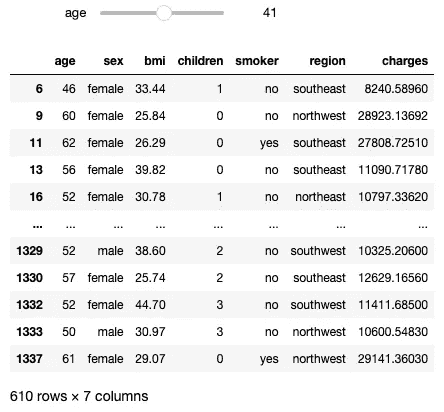 age 41
age sex bmi children smoker region charges
6 46 female 33.44 1 no southeast 8240.58960
9 60 female 25.84 0 no northwest 28923.13692
11 62 female 26.29 0 yes southeast 27808.72510
13 56 female 39.82 0 no southeast 11090.71780
16 52 female 30.78 1 no northeast 10797.33620
... ... ... ... ... ... ... ...
1329 52 male 38.60 2 no southwest 10325.20600
1330 57 female 25.74 2 no southeast 12629.16560
1332 52 female 44.70 3 no southwest 11411.68500
1333 50 male 30.97 3 no northwest 10600.54830
1337 61 female 29.07 0 yes northwest 29141.36030
610 rows × 7 columns